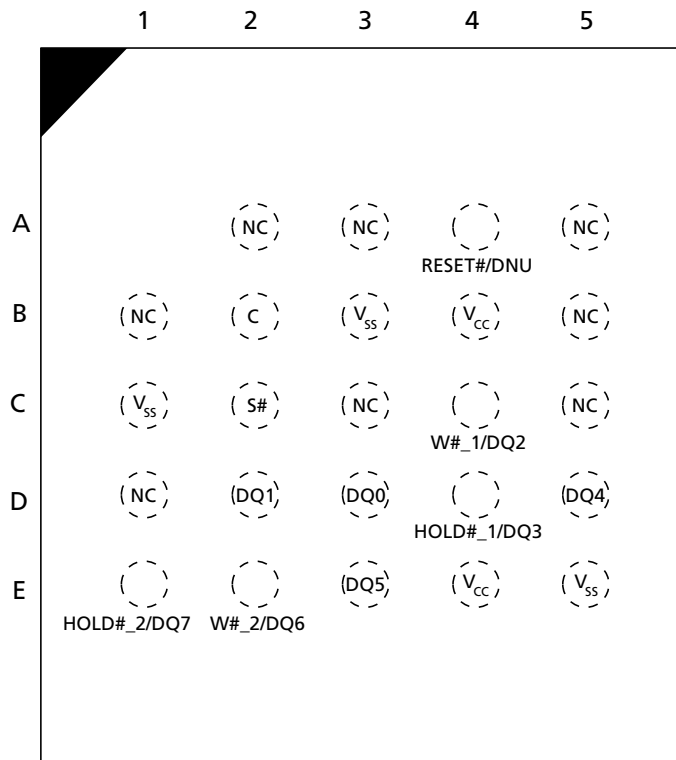 1 2 3 4 5
A NC NC NC
RESET#/DNU
B NC C VSS VCC NC
C VSS S# NC NC
W#_1/DQ2
D NC DQ1 DQ0 DQ4
HOLD#_1/DQ3
E DQ5 VCC VSS
HOLD#_2/DQ7 W#_2/DQ6